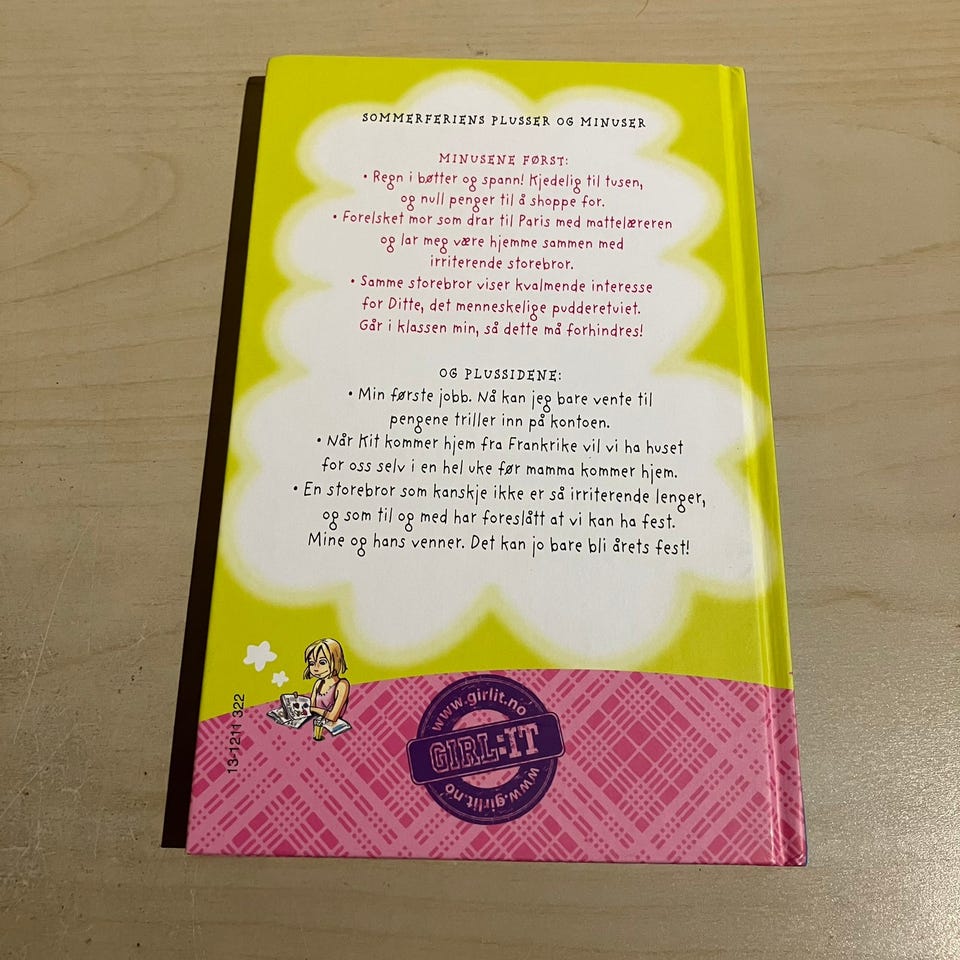 SOMMERFERIENS PLUSSER OG MINUSER
MINUSENE FØRST:
• Regn i bøtter og spann! Kjedelig til tusen,
og null penger til å shoppe for.
• Forelsket mor som drar til Paris med mattelæreren
og lar meg være hjemme sammen med
irriterende storebror.
• Samme storebror viser kvalmende interesse
for Ditte, det menneskelige pudderetuiet.
Går i klassen min, så dette må forhindres!
OG PLUSSIDENE:
• Min første jobb. Nå kan jeg bare vente til
pengene triller inn på kontoen.
• Når Kit kommer hjem fra Frankrike vil vi ha huset
for oss selv i en hel uke før mamma kommer hjem.
• En storebror som kanskje ikke er så irriterende lenger,
og som til og med har foreslått at vi kan ha fest.
Mine og hans venner. Det kan jo bare bli årets fest!
13-1211 322
www.girlit.no
GIRL:IT
www.girlit.no